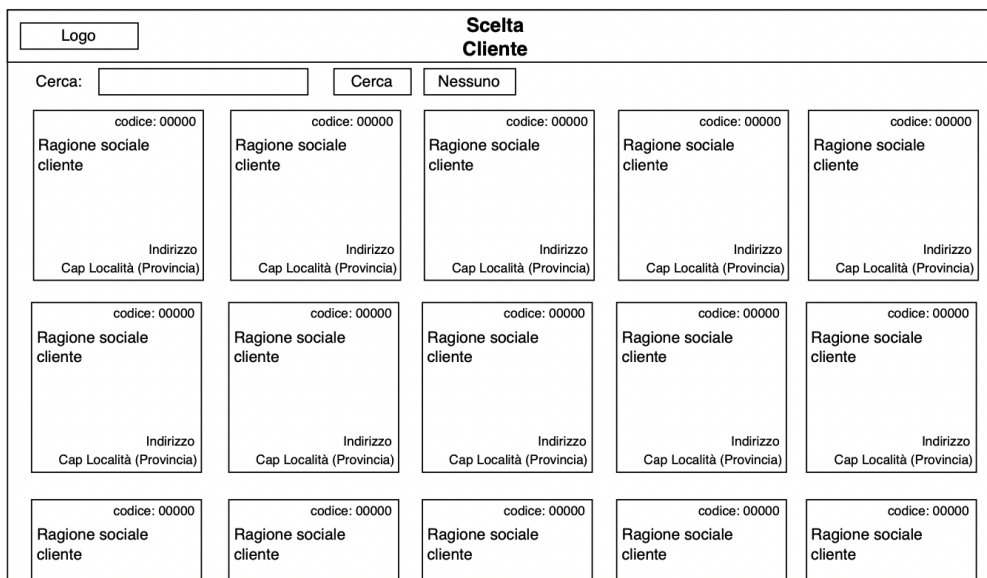 Logo
Scelta
Cliente
Cerca:
Cerca
Nessuno
codice: 00000
Ragione sociale
cliente
Indirizzo
Cap Località (Provincia)
codice: 00000
Ragione sociale
cliente
Indirizzo
Cap Località (Provincia)
codice: 00000
Ragione sociale
cliente
Indirizzo
Cap Località (Provincia)
codice: 00000
Ragione sociale
cliente
Indirizzo
Cap Località (Provincia)
codice: 00000
Ragione sociale
cliente
Indirizzo
Cap Località (Provincia)
codice: 00000
Ragione sociale
cliente
Indirizzo
Cap Località (Provincia)
codice: 00000
Ragione sociale
cliente
Indirizzo
Cap Località (Provincia)
codice: 00000
Ragione sociale
cliente
Indirizzo
Cap Località (Provincia)
codice: 00000
Ragione sociale
cliente
Indirizzo
Cap Località (Provincia)
codice: 00000
Ragione sociale
cliente
Indirizzo
Cap Località (Provincia)
codice: 00000
Ragione sociale
cliente
codice: 00000
Ragione sociale
cliente
codice: 00000
Ragione sociale
cliente
codice: 00000
Ragione sociale
cliente
codice: 00000
Ragione sociale
cliente